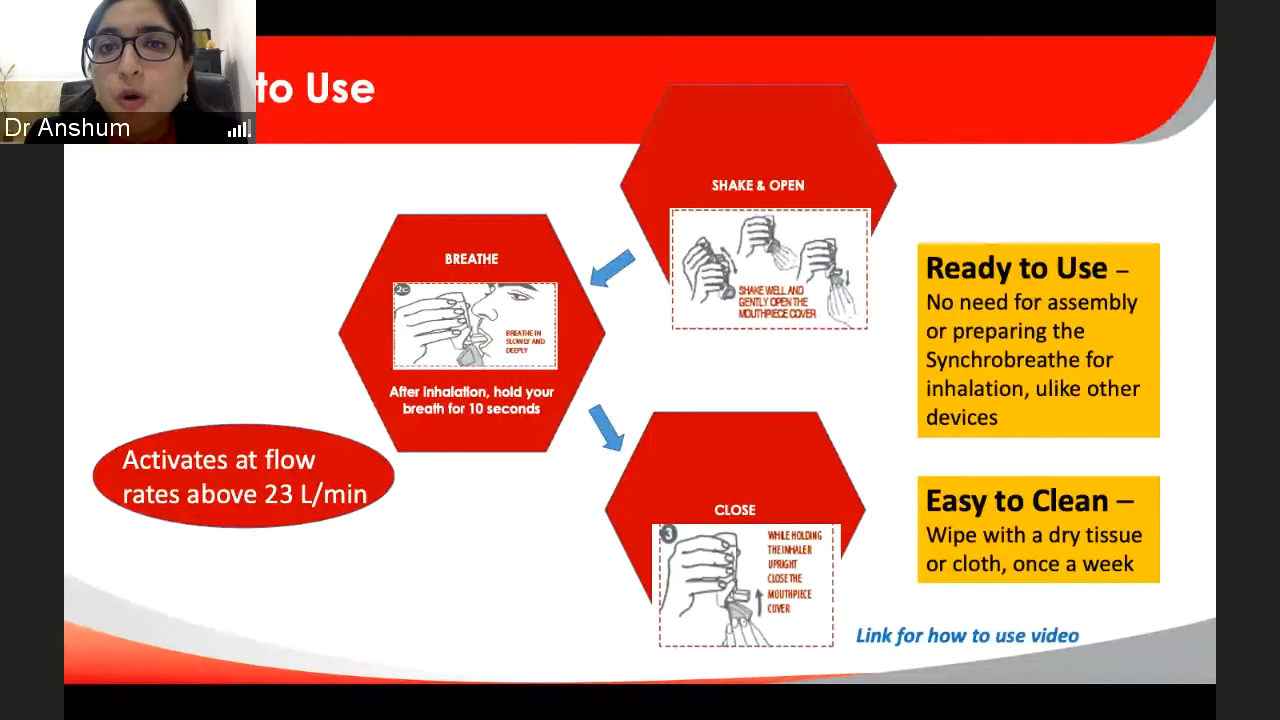 Dr Anshum
to Use
SHAKE & OPEN
SHAKE WELL AND
GENTLY OPEN THE
MOUTHPIECE COVER
BREATHE
2c
BREATHE IN
SLOWLY AND
DEEPLY
After inhalation, hold your
breath for 10 seconds
Activates at flow
rates above 23 L/min
CLOSE
3
WHILE HOLDING
THE INHALER
UPRIGHT
CLOSE THE
MOUTHPIECE
COVER
Ready to Use –
No need for assembly
or preparing the
Synchrobreathe for
inhalation, ulike other
devices
Easy to Clean –
Wipe with a dry tissue
or cloth, once a week
Link for how to use video